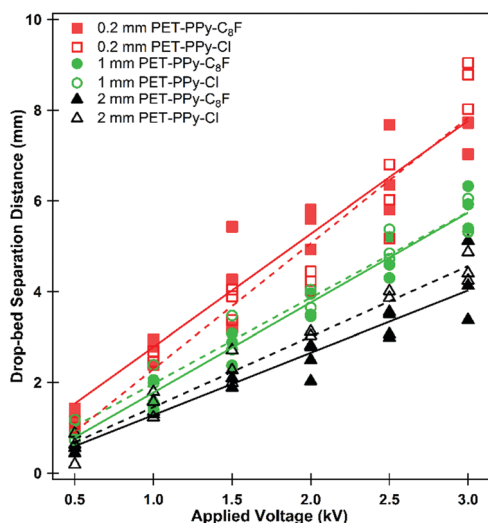 10
8
6
4
2
0
Drop-bed Separation Distance (mm)
0.2 mm PET-PPy-C₈F
0.2 mm PET-PPy-Cl
1 mm PET-PPy-C₈F
1 mm PET-PPy-Cl
2 mm PET-PPy-C₈F
2 mm PET-PPy-Cl
0.5 1.0 1.5 2.0 2.5 3.0
Applied Voltage (kV)